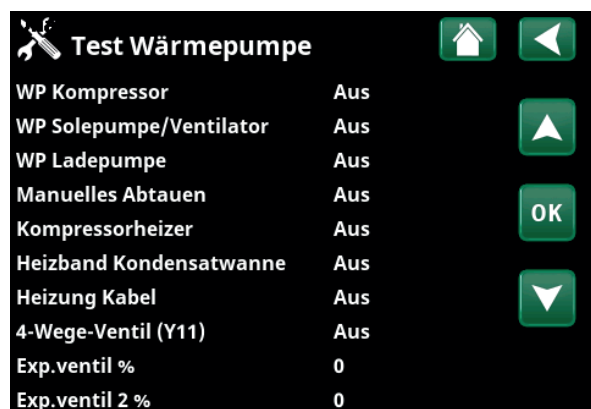 Test Wärmepumpe
WP Kompressor Aus
WP Solepumpe/Ventilator Aus
WP Ladepumpe Aus
Manuelles Abtauen Aus
Kompressorheizer Aus
OK
Heizband Kondensatwanne Aus
Heizung Kabel Aus
4-Wege-Ventil (Y11) Aus
Exp.ventil % 0
Exp.ventil 2 % 0